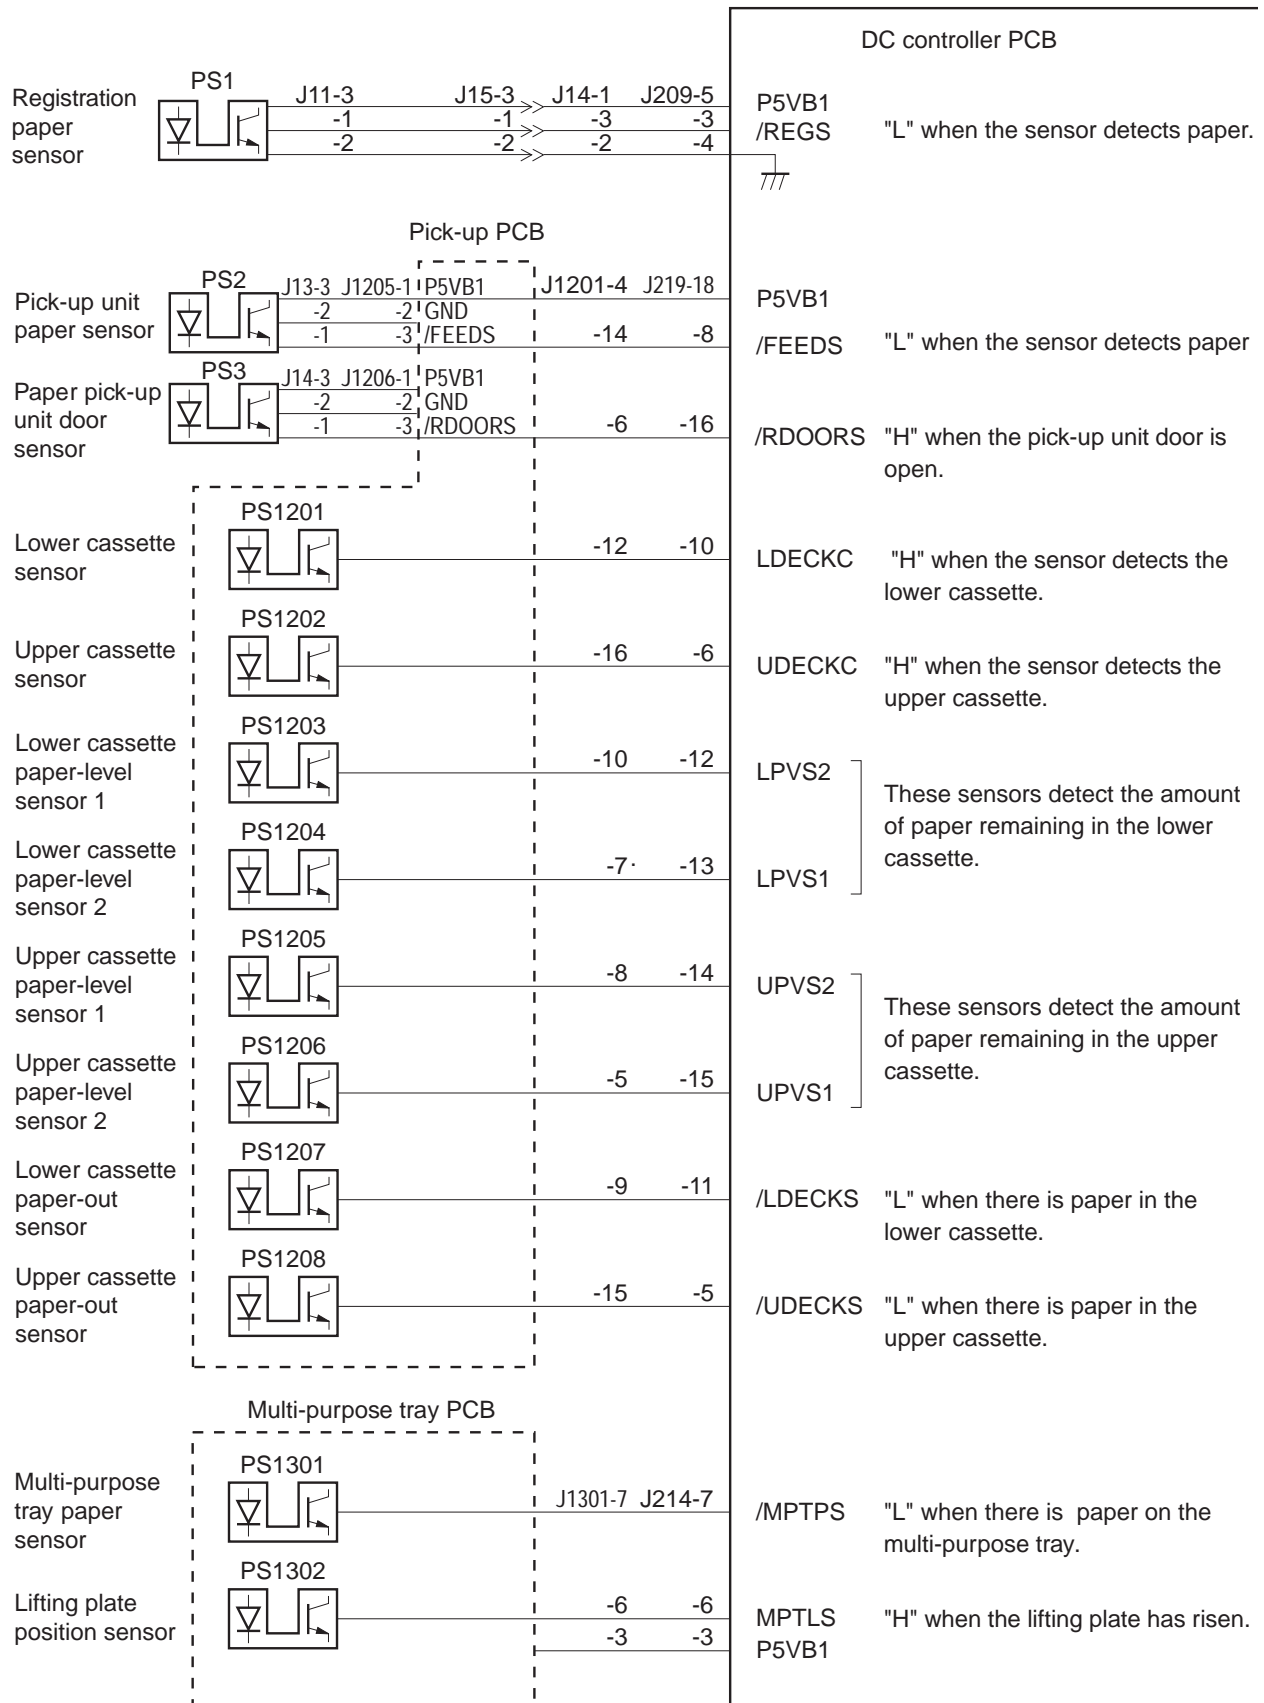 DC controller PCB
PS1
Registration
paper
sensor
J11-3 J15-3 J14-1 J209-5
-1 -1 -3 -3
-2 -2 -2 -4
P5VB1
/REGS "L" when the sensor detects paper.
Pick-up PCB
PS2
Pick-up unit
paper sensor
J13-3 J1205-1 P5VB1 J1201-4 J219-18
-2 -2 GND
-1 -3 /FEEDS -14 -8
P5VB1
/FEEDS "L" when the sensor detects paper
PS3
Paper pick-up
unit door
sensor
J14-3 J1206-1 P5VB1
-2 -2 GND
-1 -3 /RDOORS -6 -16
/RDOORS "H" when the pick-up unit door is
open.
PS1201
Lower cassette
sensor
-12 -10
LDECKC "H" when the sensor detects the
lower cassette.
PS1202
Upper cassette
sensor
-16 -6
UDECKC "H" when the sensor detects the
upper cassette.
PS1203
Lower cassette
paper-level
sensor 1
-10 -12
LPVS2
These sensors detect the amount
of paper remaining in the lower
cassette.
PS1204
Lower cassette
paper-level
sensor 2
-7 -13
LPVS1
PS1205
Upper cassette
paper-level
sensor 1
-8 -14
UPVS2
These sensors detect the amount
of paper remaining in the upper
cassette.
PS1206
Upper cassette
paper-level
sensor 2
-5 -15
UPVS1
PS1207
Lower cassette
paper-out
sensor
-9 -11
/LDECKS "L" when there is paper in the
lower cassette.
PS1208
Upper cassette
paper-out
sensor
-15 -5
/UDECKS "L" when there is paper in the
upper cassette.
Multi-purpose tray PCB
PS1301
Multi-purpose
tray paper
sensor
J1301-7 J214-7
/MPTPS "L" when there is paper on the
multi-purpose tray.
PS1302
Lifting plate
position sensor
-6 -6
-3 -3
MPTLS "H" when the lifting plate has risen.
P5VB1